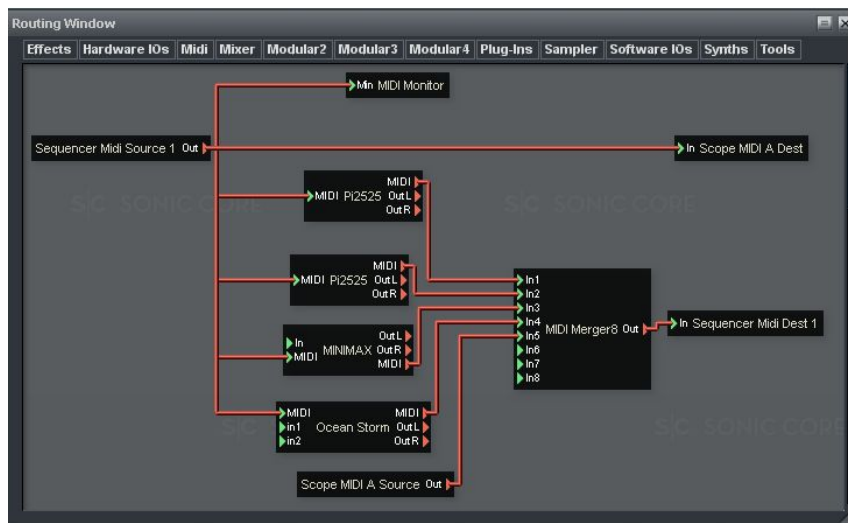 Routing Window
Effects Hardware IOs Midi Mixer Modular2 Modular3 Modular4 Plug-Ins Sampler Software IOs Synths Tools
MIDI Monitor
Sequencer Midi Source 1 Out
In Scope MIDI A Dest
MIDI
MIDI Pi2525 OutL
OutR
S|C SONIC CORE
S|C SONIC CORE
MIDI
MIDI Pi2525 OutL
OutR
In1
In2
In3
In4
In5
In6
In7
In8
MIDI Merger8 Out
In Sequencer Midi Dest 1
In
MIDI
MINIMAX
OutL
OutR
MIDI
MIDI
in1
in2
Ocean Storm
MIDI
OutL
OutR
S|C
S|C SONIC CORE
Scope MIDI A Source Out